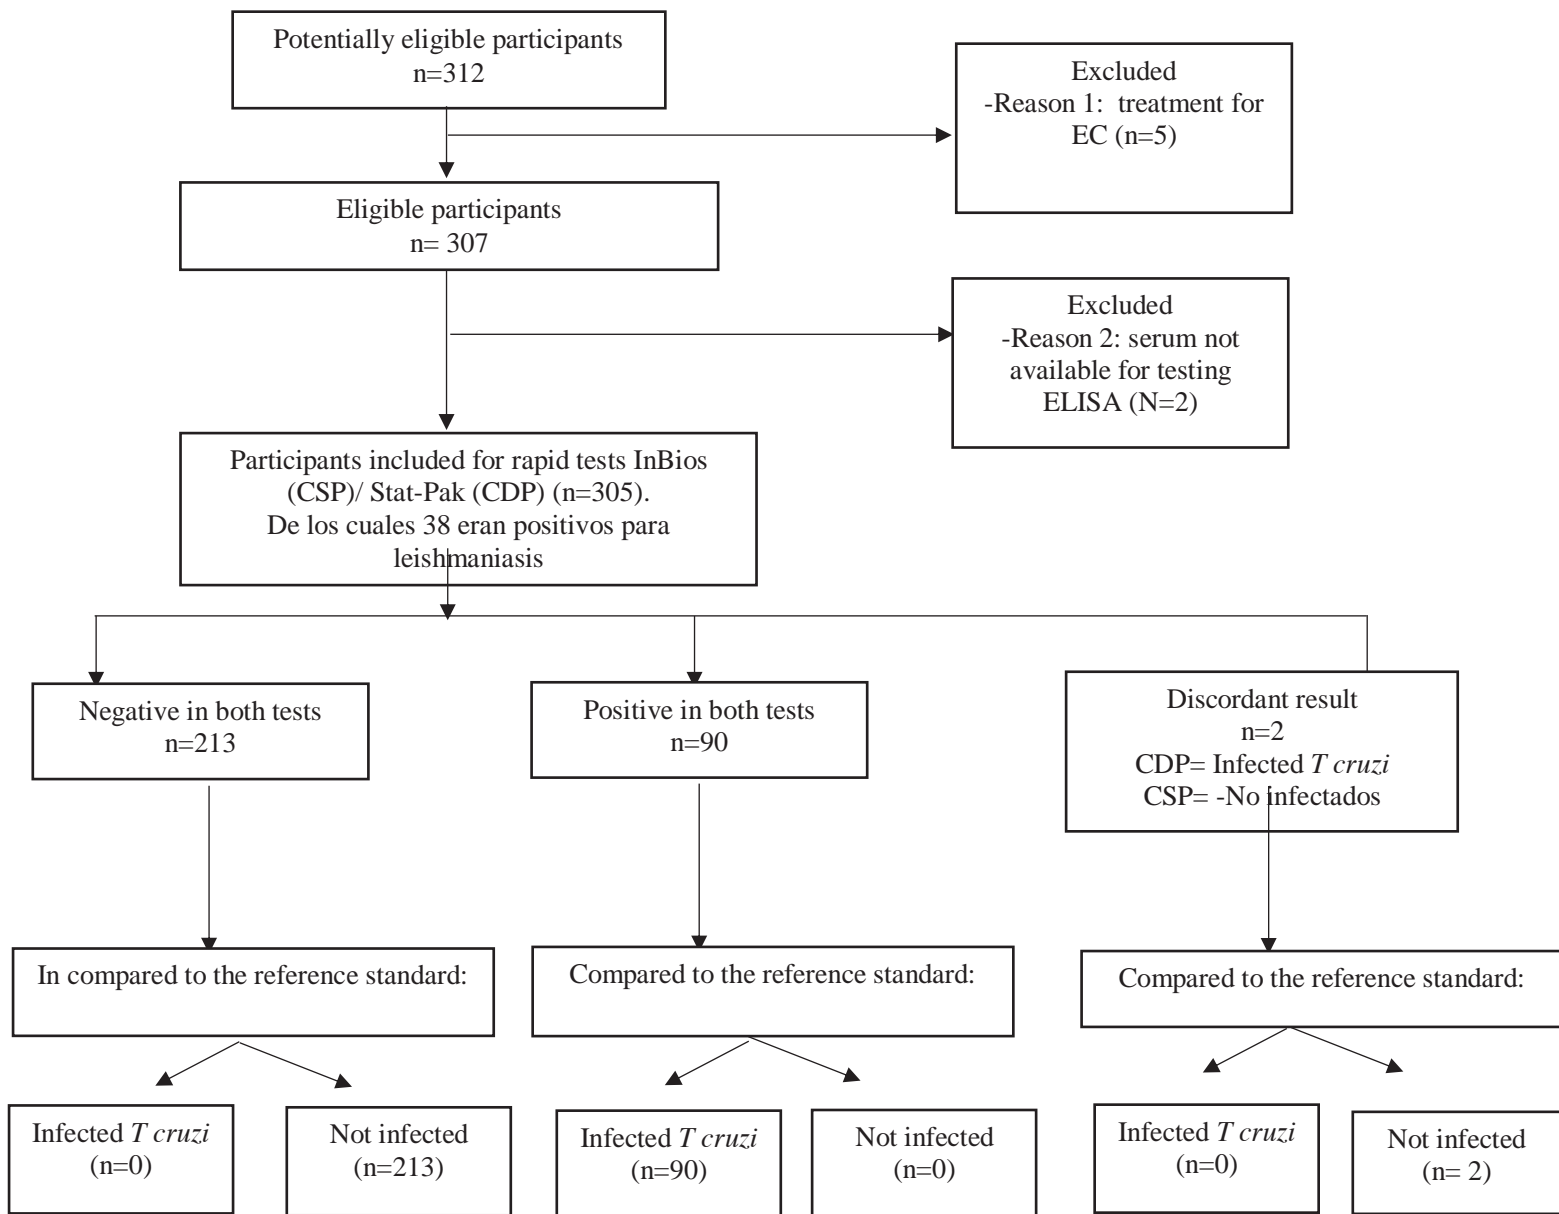 Potentially eligible participants
n=312
Excluded
-Reason 1:  treatment for
EC (n=5)
Eligible participants
n= 307
Excluded
-Reason 2: serum not
available for testing
ELISA (N=2)
Participants included for rapid tests InBios
(CSP)/ Stat-Pak (CDP) (n=305).
De los cuales 38 eran positivos para
leishmaniasis
Negative in both tests
n=213
Positive in both tests
n=90
Discordant result
n=2
CDP= Infected T cruzi
CSP= -No infectados
In compared to the reference standard:
Compared to the reference standard:
Compared to the reference standard:
Infected T cruzi
(n=0)
Not infected
(n=213)
Infected T cruzi
(n=90)
Not infected
(n=0)
Infected T cruzi
(n=0)
Not infected
(n= 2)